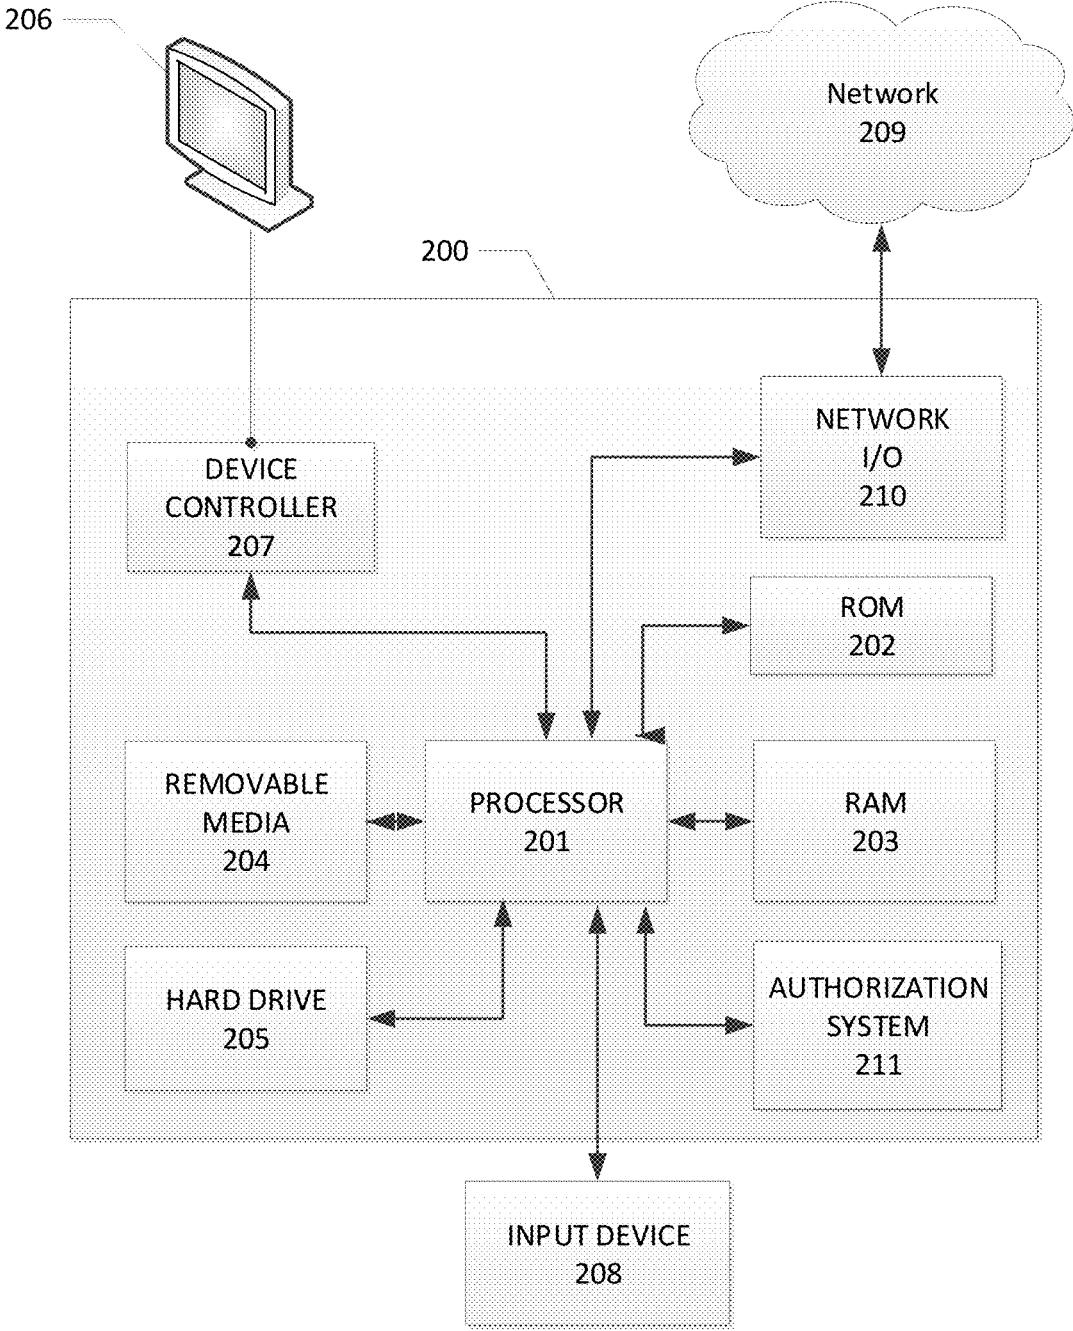 206
Network
209
200
NETWORK
I/O
210
DEVICE
CONTROLLER
207
ROM
202
REMOVABLE
MEDIA
204
PROCESSOR
201
RAM
203
HARD DRIVE
205
AUTHORIZATION
SYSTEM
211
INPUT DEVICE
208